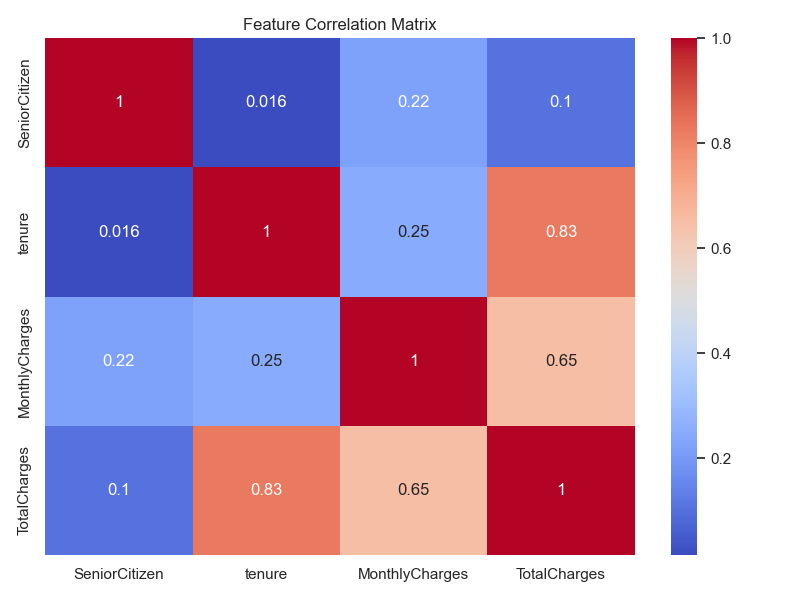 Feature Correlation Matrix
SeniorCitizen
1
0.016
0.22
0.1
tenure
0.016
1
0.25
0.83
MonthlyCharges
0.22
0.25
1
0.65
TotalCharges
0.1
0.83
0.65
1
SeniorCitizen
tenure
MonthlyCharges
TotalCharges
1.0
0.8
0.6
0.4
0.2